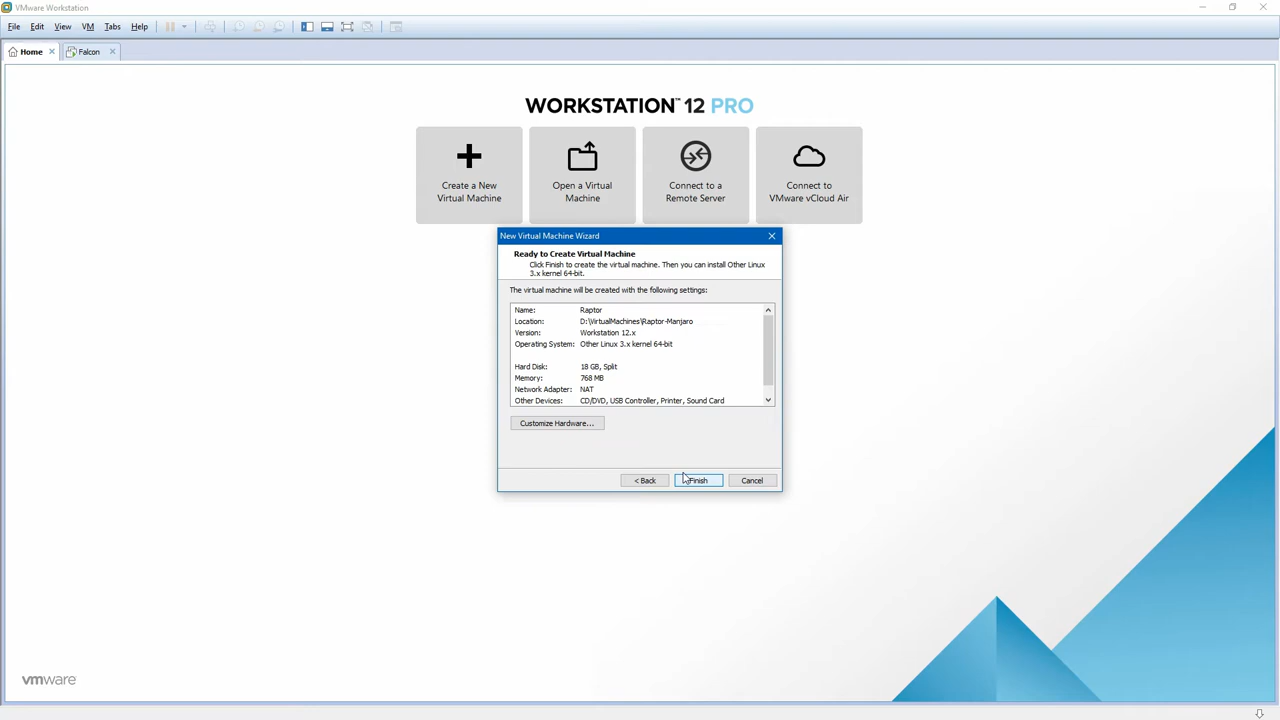 VMware Workstation
File Edit View VM Tabs Help
Home Falcon
WORKSTATION™ 12 PRO
Create a New
Virtual Machine
Open a Virtual
Machine
Connect to a
Remote Server
Connect to
VMware vCloud Air
New Virtual Machine Wizard
Ready to Create Virtual Machine
Click Finish to create the virtual machine. Then you can install Other Linux
3.x kernel 64-bit.
The virtual machine will be created with the following settings:
Name: Raptor
Location: D:\VirtualMachines\Raptor-Manjaro
Version: Workstation 12.x
Operating System: Other Linux 3.x kernel 64-bit
Hard Disk: 18 GB, Split
Memory: 768 MB
Network Adapter: NAT
Other Devices: CD/DVD, USB Controller, Printer, Sound Card
Customize Hardware...
< Back Finish Cancel
vmware